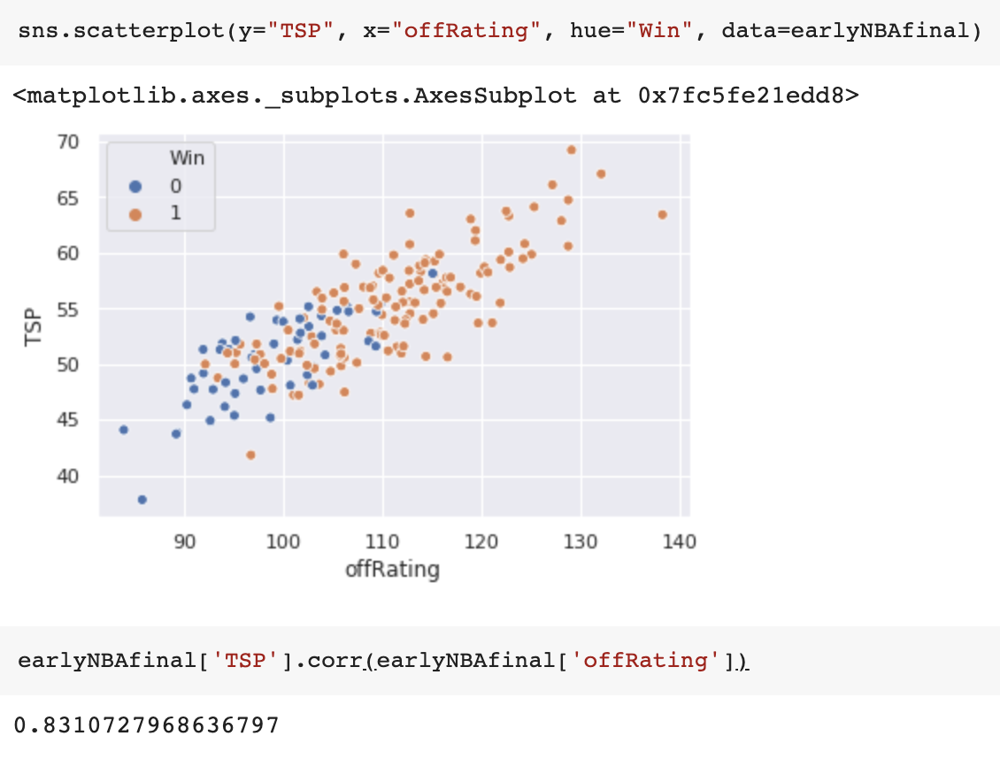 sns.scatterplot(y="TSP", x="offRating", hue="Win", data=earlyNBAfinal)
<matplotlib.axes._subplots.AxesSubplot at 0x7fc5fe21edd8>
70
Win
0
65
1
60
55
TSP
50
45
40
90 100 110 120 130 140
offRating
earlyNBAfinal['TSP'].corr(earlyNBAfinal['offRating'])
0.8310727968636797